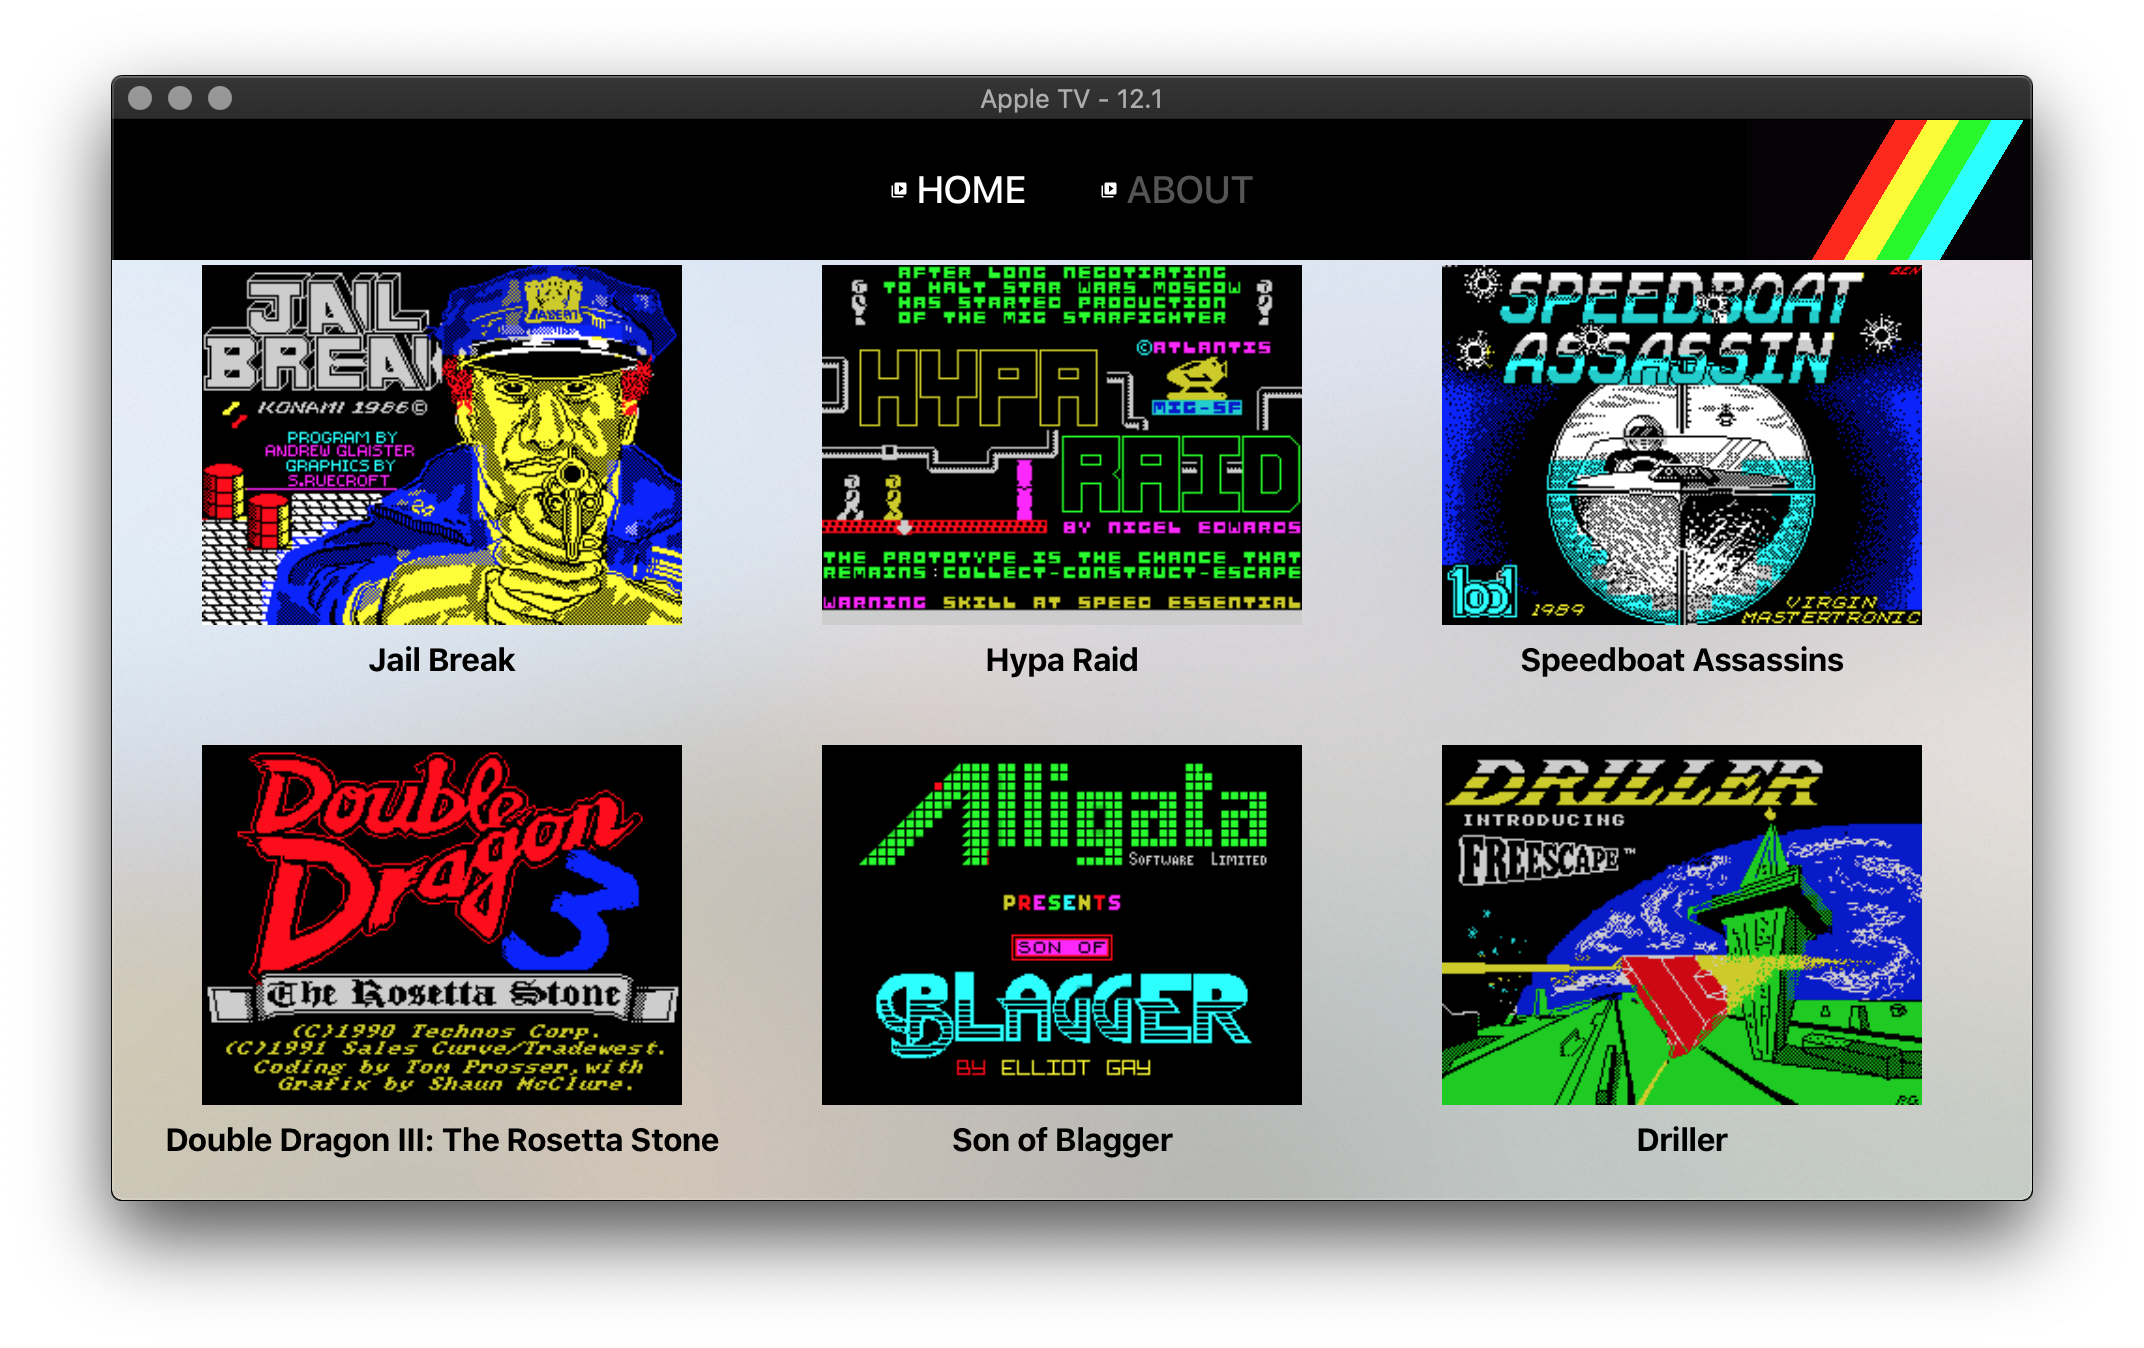 Apple TV - 12.1
HOME
ABOUT
JAIL
BREAK
KONAMI 1986©
PROGRAM BY
ANDREW GLAISTER
GRAPHICS BY
S.RUECROFT
Jail Break
AFTER LONG NEGOTIATING
TO HALT STAR WARS MOSCOW
HAS STARTED PRODUCTION
OF THE MIG STARFIGHTER
©ATLANTIS
HYPA
MIG-SF
RAID
BY NIGEL EDWARDS
THE PROTOTYPE IS THE CHANCE THAT
REMAINS:COLLECT-CONSTRUCT-ESCAPE
WARNING SKILL AT SPEED ESSENTIAL
Hypa Raid
BEN
SPEEDBOAT
ASSASSIN
1989
VIRGIN
MASTERTRONIC
Speedboat Assassins
Double
Dragon
3
The Rosetta Stone
(C)1990 Technos Corp.
(C)1991 Sales Curve/Tradewest.
Coding by Tom Prosser,with
Grafix by Shaun McClure.
Double Dragon III: The Rosetta Stone
Alligata
SOFTWARE LIMITED
PRESENTS
SON OF
BLAGGER
BY ELLIOT GAY
Son of Blagger
DRILLER
INTRODUCING
FREESCAPE™
Driller